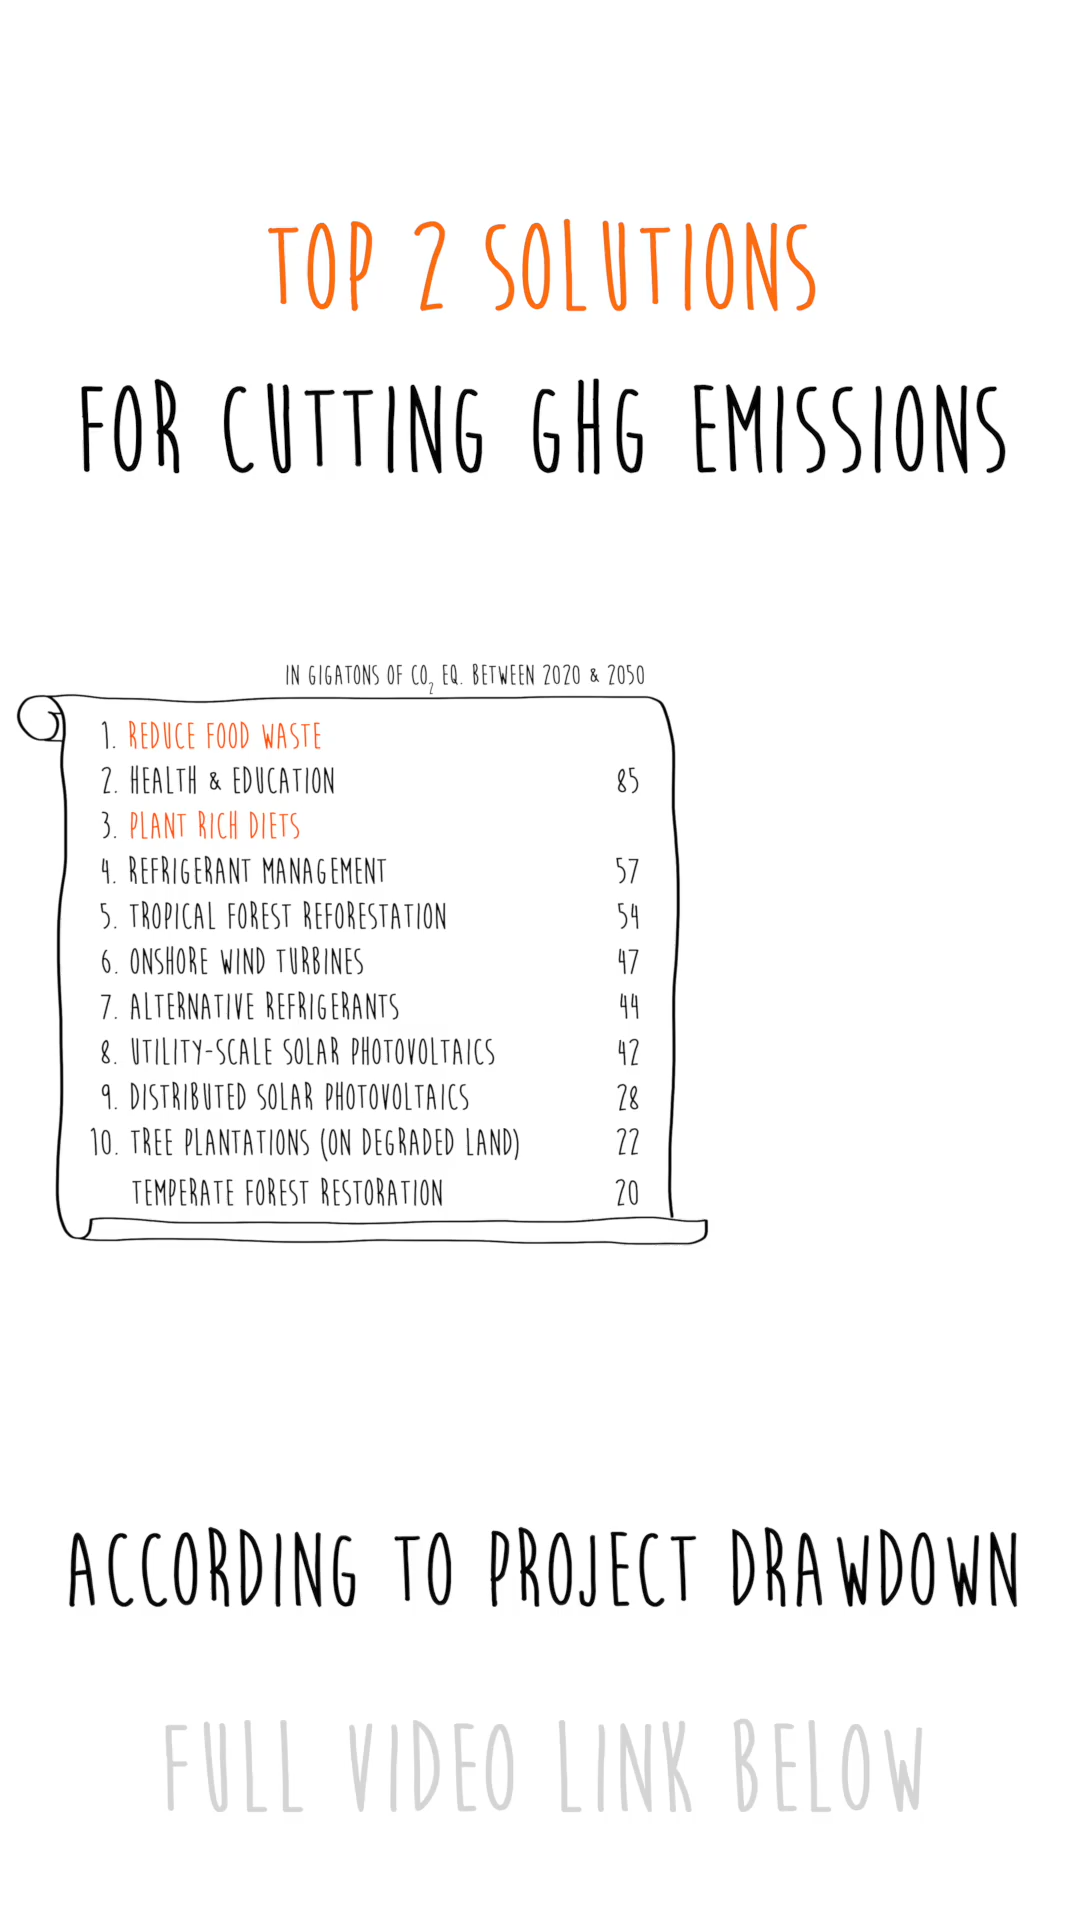 TOP 2 SOLUTIONS
FOR CUTTING GHG EMISSIONS
IN GIGATONS OF CO₂ EQ. BETWEEN 2020 & 2050
1. REDUCE FOOD WASTE
2. HEALTH & EDUCATION 85
3. PLANT RICH DIETS
4. REFRIGERANT MANAGEMENT 57
5. TROPICAL FOREST REFORESTATION 54
6. ONSHORE WIND TURBINES 47
7. ALTERNATIVE REFRIGERANTS 44
8. UTILITY-SCALE SOLAR PHOTOVOLTAICS 42
9. DISTRIBUTED SOLAR PHOTOVOLTAICS 28
10. TREE PLANTATIONS (ON DEGRADED LAND) 22
TEMPERATE FOREST RESTORATION 20
ACCORDING TO PROJECT DRAWDOWN
FULL VIDEO LINK BELOW